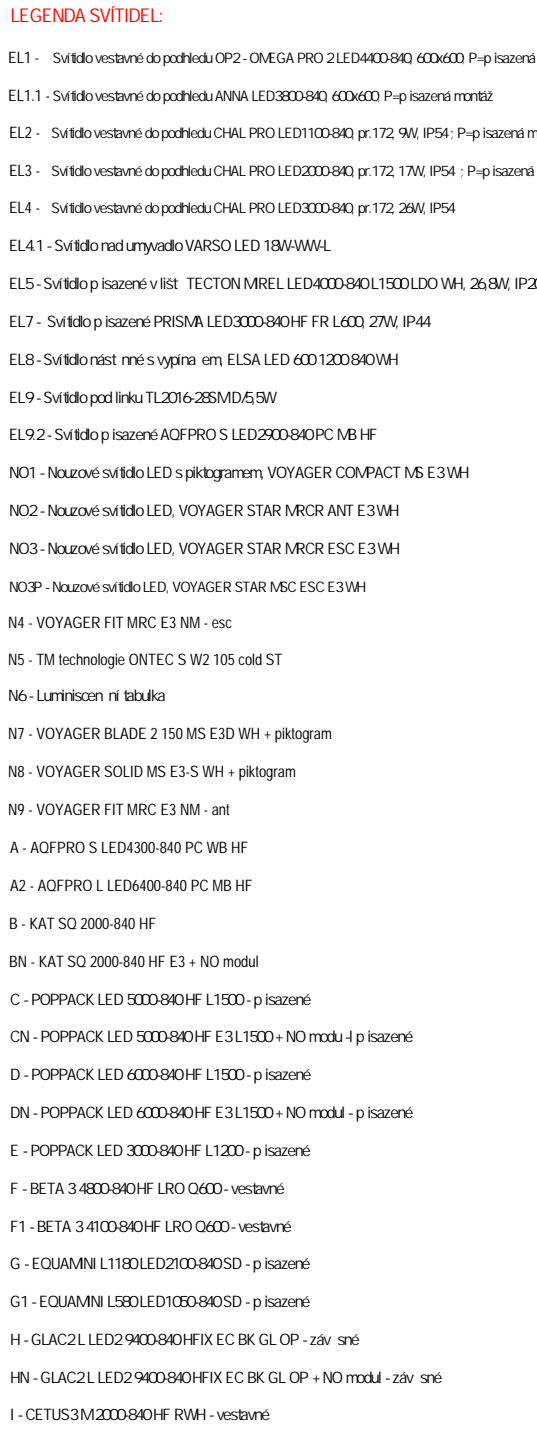 LEGENDA SVÍTIDEL:
EL1 - Svítidlo vestavné do podhledu OP2 - OMEGA PRO 2 LED4400-840, 600x600, P=p isazená
EL1.1 - Svítidlo vestavné do podhledu ANNA LED3800-840, 600x600, P=p isazená montáž
EL2 - Svítidlo vestavné do podhledu CHAL PRO LED1100-840, pr.172, 9W, IP54 ; P=p isazená m
EL3 - Svítidlo vestavné do podhledu CHAL PRO LED2000-840, pr.172, 17W, IP54 ; P=p isazená
EL4 - Svítidlo vestavné do podhledu CHAL PRO LED3000-840, pr.172, 26W, IP54
EL4.1 - Svítidlo nad umyvadlo VARSO LED 18W-WW-L
EL5 - Svítidlo p isazené v lišt TECTON MIREL LED4000-840 L1500 LDO WH, 26,8W, IP20
EL7 - Svítidlo p isazené PRISMA LED3000-840 HF FR L600, 27W, IP44
EL8 - Svítidlo nást nné s vypína em, ELSA LED 600 1200 840 WH
EL9 - Svítidlo pod linku TL2016-28SMD/5,5W
EL9.2 - Svítidlo p isazené AQFPRO S LED2900-840 PC MB HF
NO1 - Nouzové svítidlo LED s piktogramem, VOYAGER COMPACT MS E3 WH
NO2 - Nouzové svítidlo LED, VOYAGER STAR MRCR ANT E3 WH
NO3 - Nouzové svítidlo LED, VOYAGER STAR MRCR ESC E3 WH
NO3P - Nouzové svítidlo LED, VOYAGER STAR MSC ESC E3 WH
N4 - VOYAGER FIT MRC E3 NM - esc
N5 - TM technologie ONTEC S W2 105 cold ST
N6 - Luminiscen ní tabulka
N7 - VOYAGER BLADE 2 150 MS E3D WH + piktogram
N8 - VOYAGER SOLID MS E3-S WH + piktogram
N9 - VOYAGER FIT MRC E3 NM - ant
A - AQFPRO S LED4300-840 PC WB HF
A2 - AQFPRO L LED6400-840 PC MB HF
B - KAT SQ 2000-840 HF
BN - KAT SQ 2000-840 HF E3 + NO modul
C - POPPACK LED 5000-840 HF L1500 - p isazené
CN - POPPACK LED 5000-840 HF E3 L1500 + NO modu -l p isazené
D - POPPACK LED 6000-840 HF L1500 - p isazené
DN - POPPACK LED 6000-840 HF E3 L1500 + NO modul - p isazené
E - POPPACK LED 3000-840 HF L1200 - p isazené
F - BETA 3 4800-840 HF LRO Q600 - vestavné
F1 - BETA 3 4100-840 HF LRO Q600 - vestavné
G - EQUAMINI L1180 LED2100-840 SD - p isazené
G1 - EQUAMINI L580 LED1050-840 SD - p isazené
H - GLAC2 L LED2 9400-840 HFIX EC BK GL OP - záv sné
HN - GLAC2 L LED2 9400-840 HFIX EC BK GL OP + NO modul - záv sné
I - CETUS3 M 2000-840 HF RWH - vestavné